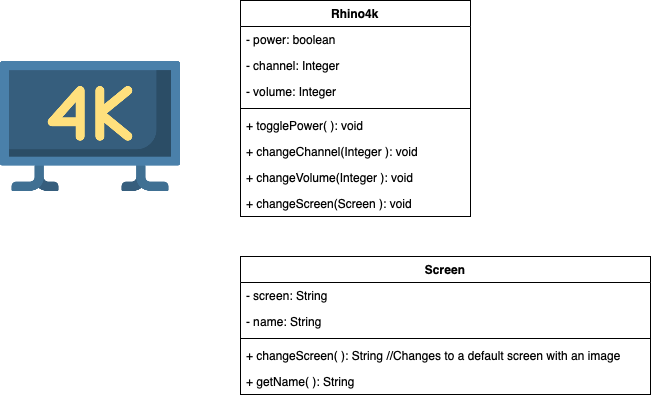 4K
Rhino4k
- power: boolean
- channel: Integer
- volume: Integer
+ togglePower( ): void
+ changeChannel(Integer ): void
+ changeVolume(Integer ): void
+ changeScreen(Screen ): void
Screen
- screen: String
- name: String
+ changeScreen( ): String //Changes to a default screen with an image
+ getName( ): String